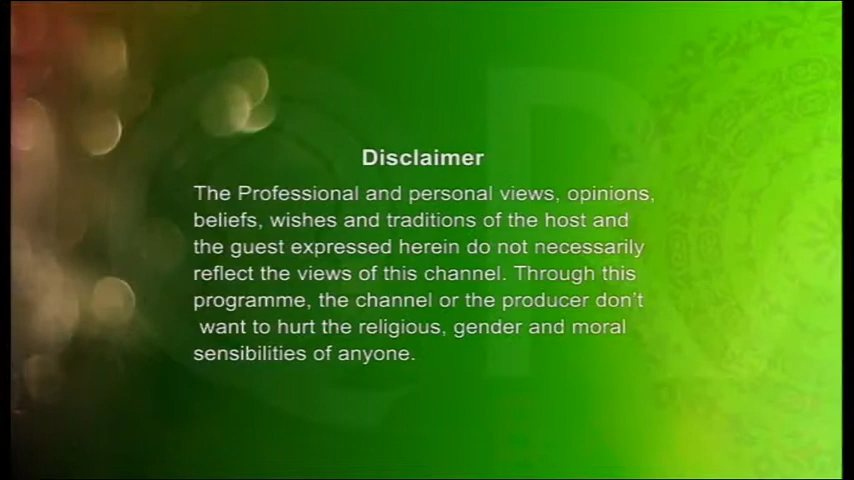 Disclaimer
The Professional and personal views, opinions,
beliefs, wishes and traditions of the host and
the guest expressed herein do not necessarily
reflect the views of this channel. Through this
programme, the channel or the producer don't
want to hurt the religious, gender and moral
sensibilities of anyone.